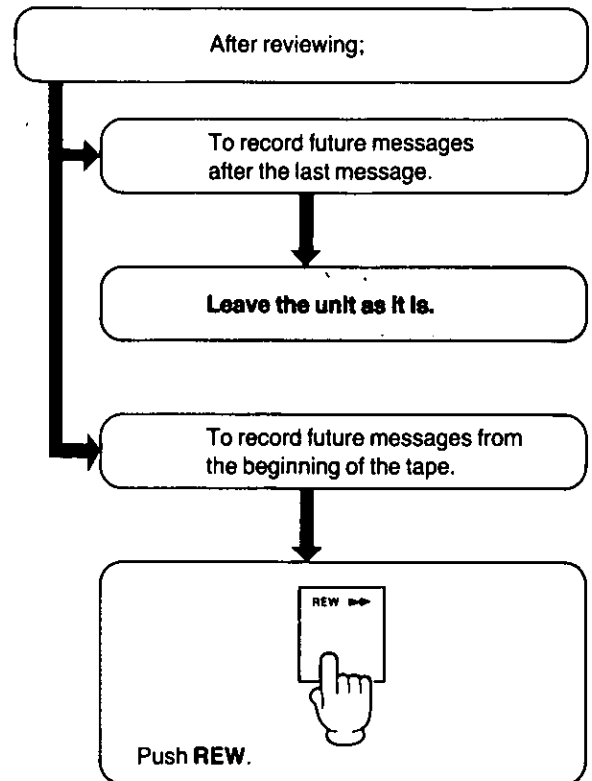 After reviewing;
To record future messages
after the last message.
Leave the unit as it is.
To record future messages from
the beginning of the tape.
REW
Push REW.